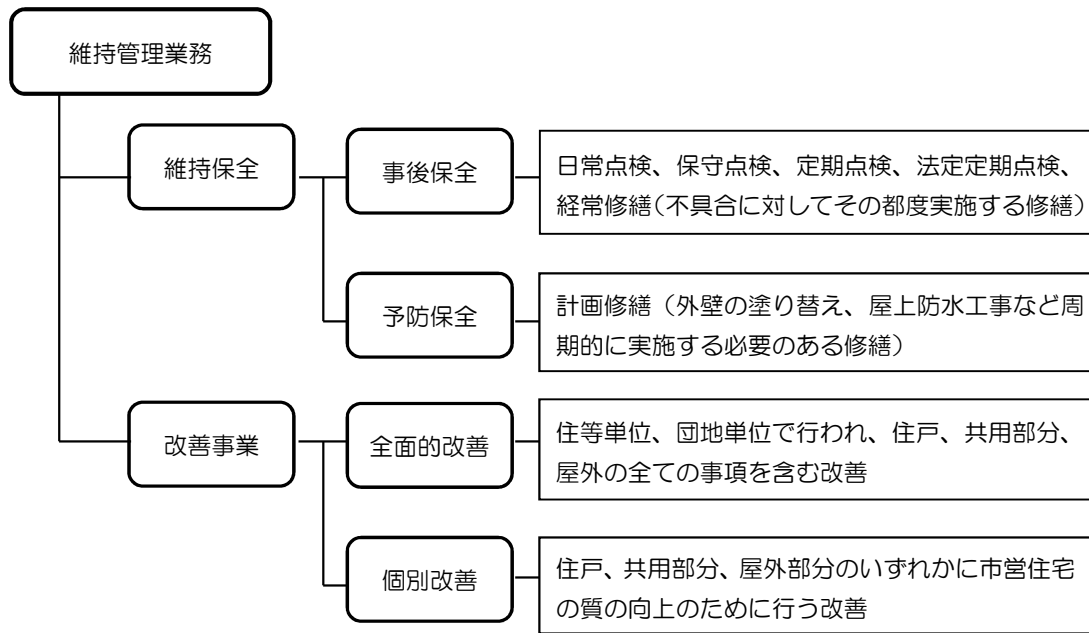 維持管理業務
維持保全
事後保全
日常点検、保守点検、定期点検、法定定期点検、
経常修繕（不具合に対してその都度実施する修繕）
予防保全
計画修繕（外壁の塗り替え、屋上防水工事など周
期的に実施する必要のある修繕）
改善事業
全面的改善
住等単位、団地単位で行われ、住戸、共用部分、
屋外の全ての事項を含む改善
個別改善
住戸、共用部分、屋外部分のいずれかに市営住宅
の質の向上のために行う改善